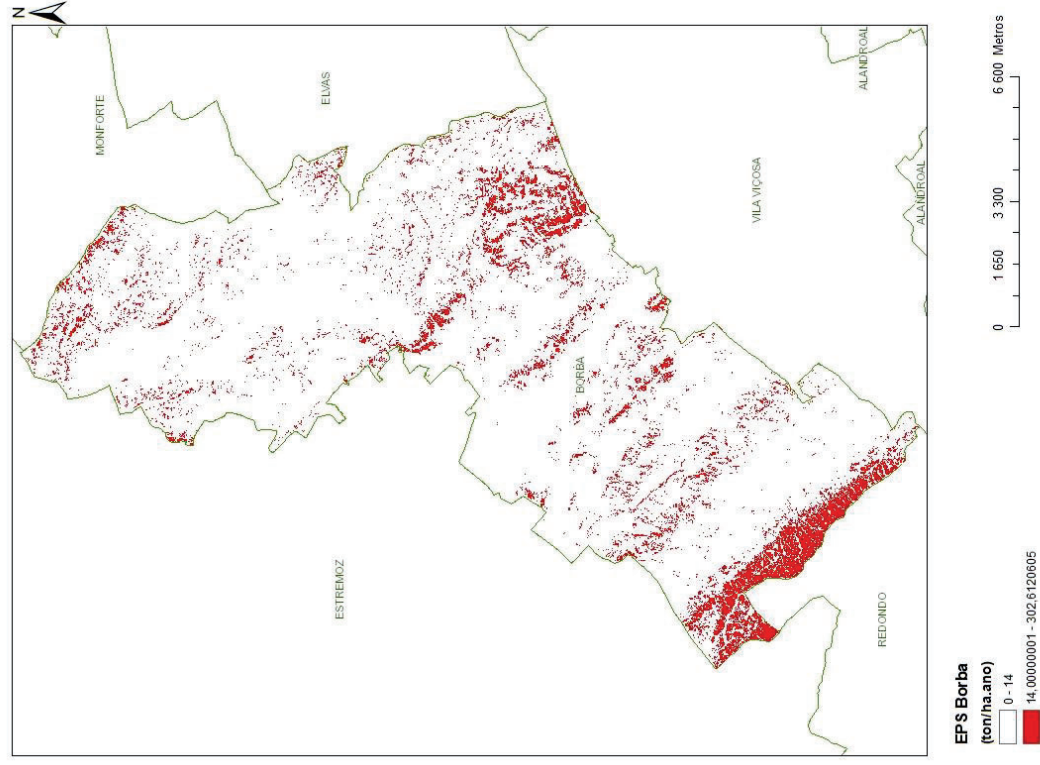 N
MONFORTE
ELVAS
ESTREMOZ
BORBA
VILA VIÇOSA
ALANDROAL
ALANDROAL
REDONDO
EPS Borba
(ton/ha.ano)
0 - 14
14,00000001 - 302,6120605
0 1 650 3 300 6 600 Metros